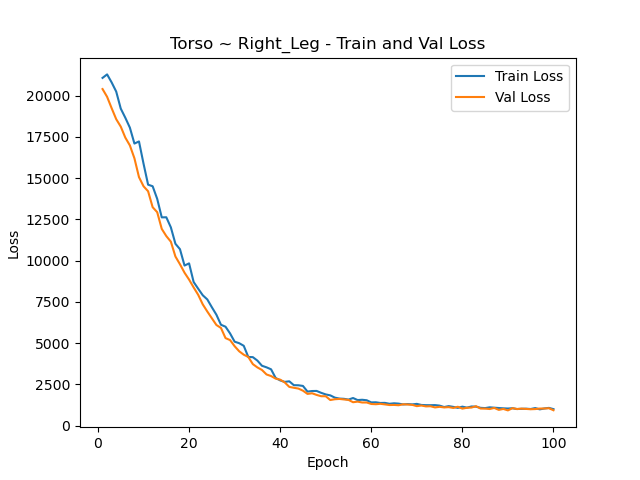 Torso ~ Right_Leg - Train and Val Loss
Train Loss
Val Loss
20000
17500
15000
12500
10000
7500
5000
2500
0
Loss
0 20 40 60 80 100
Epoch